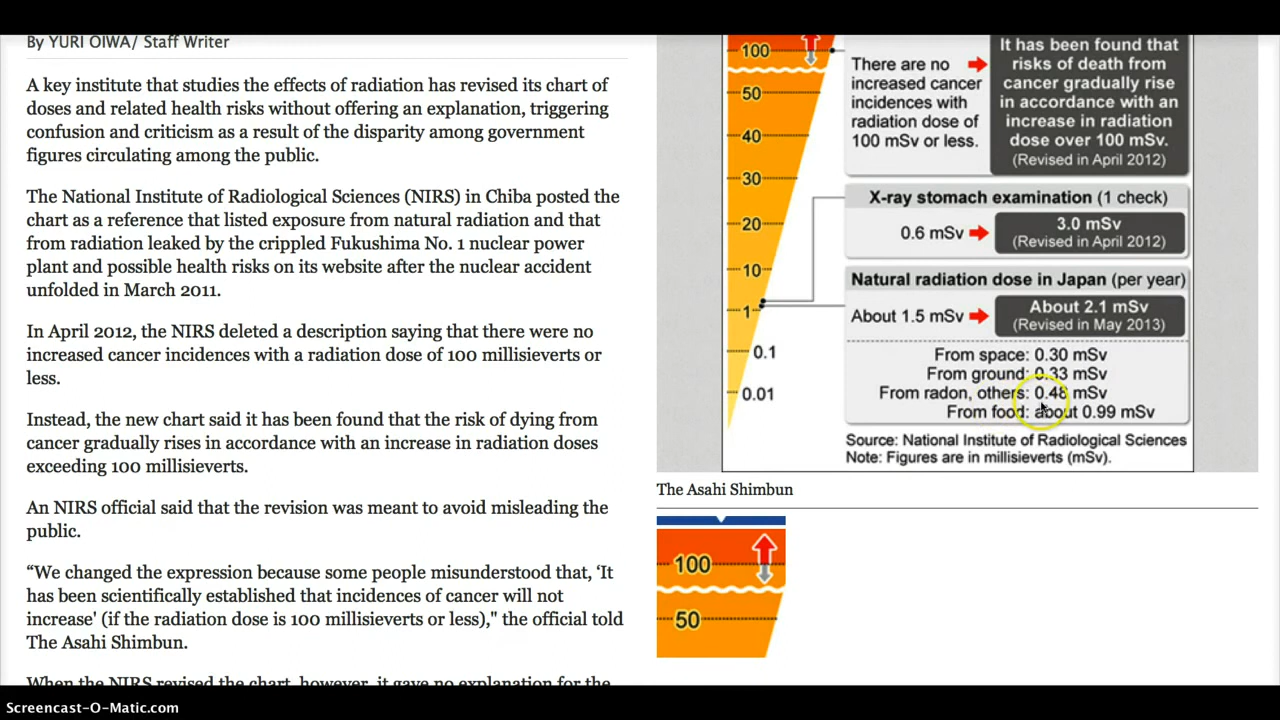 By YURI OIWA/ Staff Writer
A key institute that studies the effects of radiation has revised its chart of
doses and related health risks without offering an explanation, triggering
confusion and criticism as a result of the disparity among government
figures circulating among the public.
The National Institute of Radiological Sciences (NIRS) in Chiba posted the
chart as a reference that listed exposure from natural radiation and that
from radiation leaked by the crippled Fukushima No. 1 nuclear power
plant and possible health risks on its website after the nuclear accident
unfolded in March 2011.
In April 2012, the NIRS deleted a description saying that there were no
increased cancer incidences with a radiation dose of 100 millisieverts or
less.
Instead, the new chart said it has been found that the risk of dying from
cancer gradually rises in accordance with an increase in radiation doses
exceeding 100 millisieverts.
An NIRS official said that the revision was meant to avoid misleading the
public.
“We changed the expression because some people misunderstood that, ‘It
has been scientifically established that incidences of cancer will not
increase' (if the radiation dose is 100 millisieverts or less)," the official told
The Asahi Shimbun.
When the NIRS revised the chart, however, it gave no explanation for the
100
50
40
30
20
10
1
0.1
0.01
There are no
increased cancer
incidences with
radiation dose of
100 mSv or less.
It has been found that
risks of death from
cancer gradually rise
in accordance with an
increase in radiation
dose over 100 mSv.
(Revised in April 2012)
X-ray stomach examination (1 check)
0.6 mSv
3.0 mSv
(Revised in April 2012)
Natural radiation dose in Japan (per year)
About 1.5 mSv
About 2.1 mSv
(Revised in May 2013)
From space: 0.30 mSv
From ground: 0.33 mSv
From radon, others: 0.48 mSv
From food: about 0.99 mSv
Source: National Institute of Radiological Sciences
Note: Figures are in millisieverts (mSv).
The Asahi Shimbun
100
50
Screencast-O-Matic.com